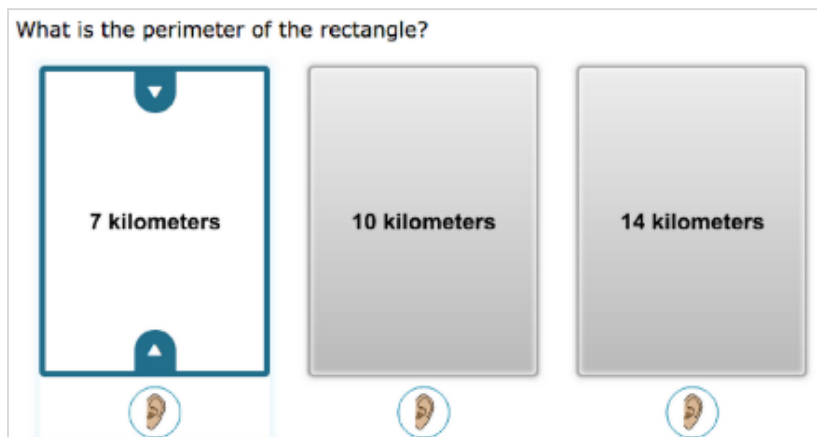 What is the perimeter of the rectangle?
7 kilometers
10 kilometers
14 kilometers